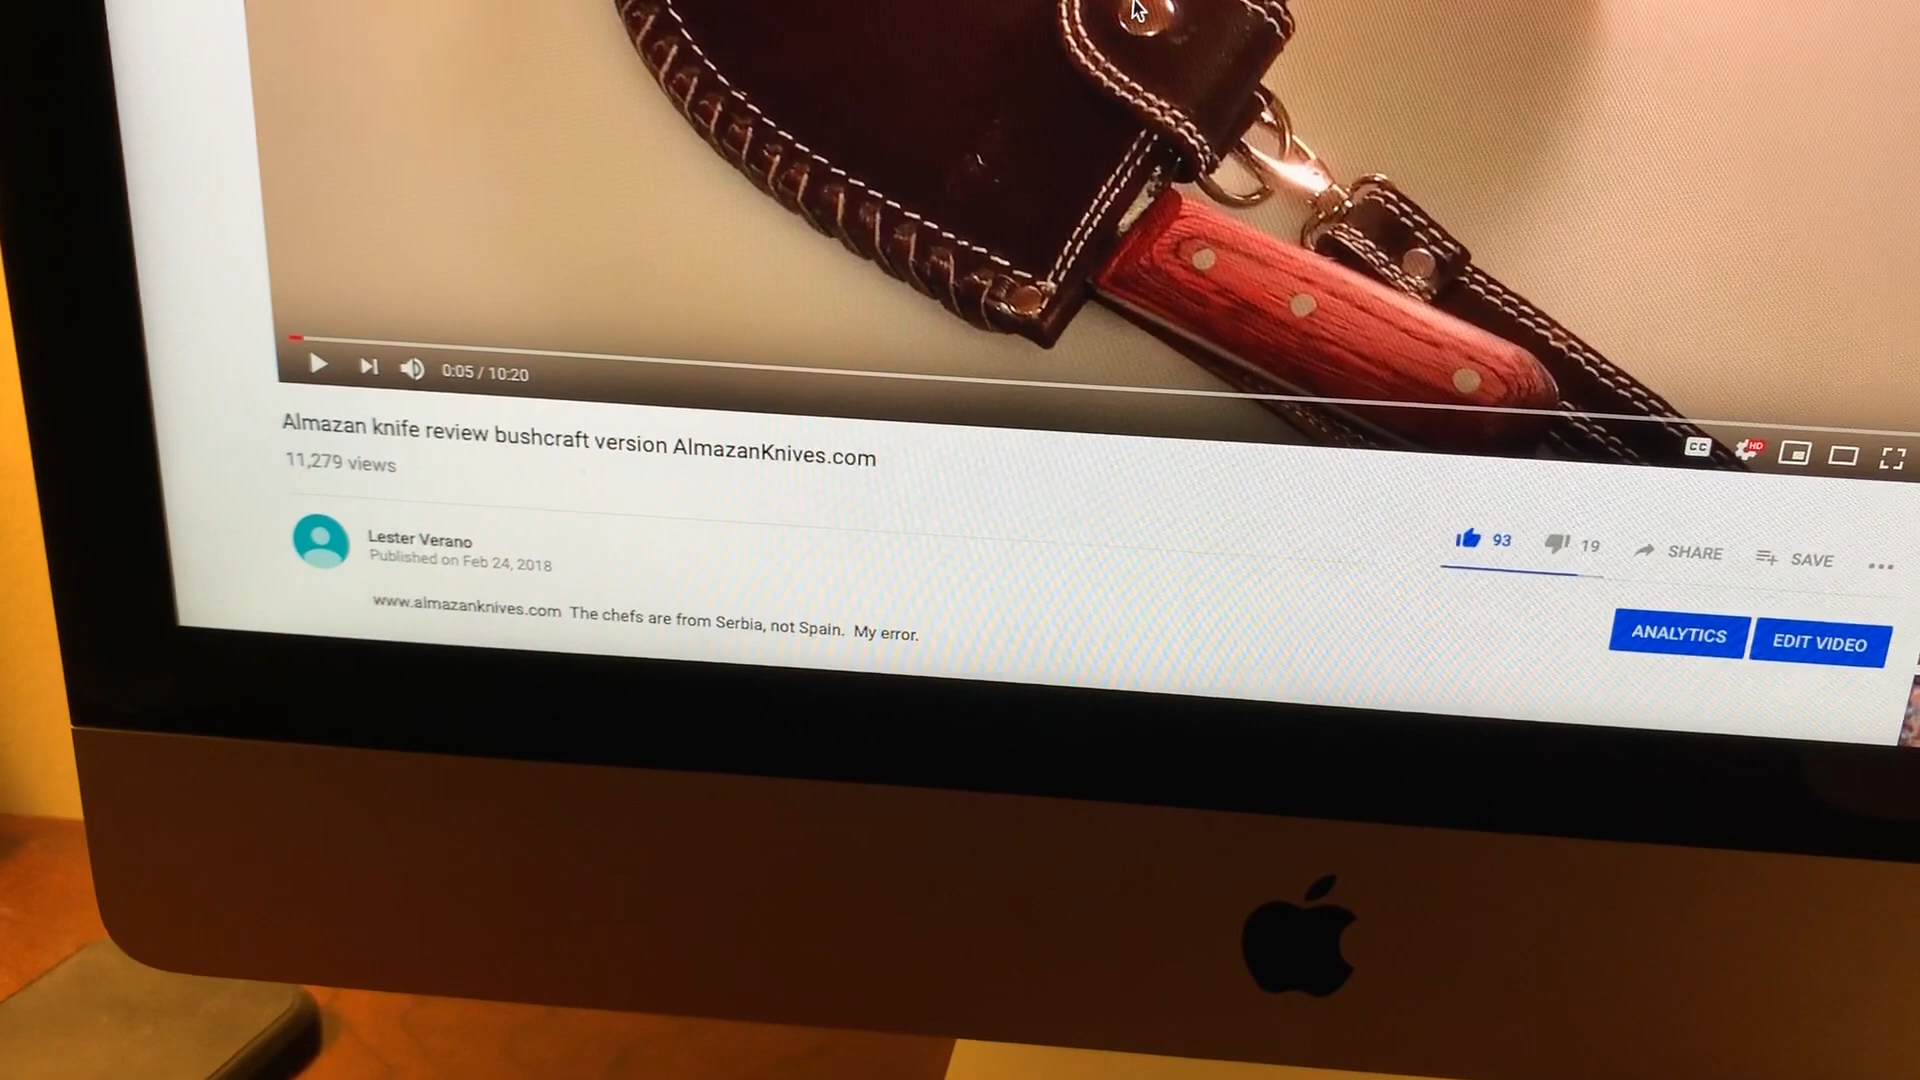 0:05 / 10:20
CC
HD
Almazan knife review bushcraft version AlmazanKnives.com
11,279 views
Lester Verano
Published on Feb 24, 2018
93
19
SHARE
SAVE
www.almazanknives.com The chefs are from Serbia, not Spain. My error.
ANALYTICS
EDIT VIDEO